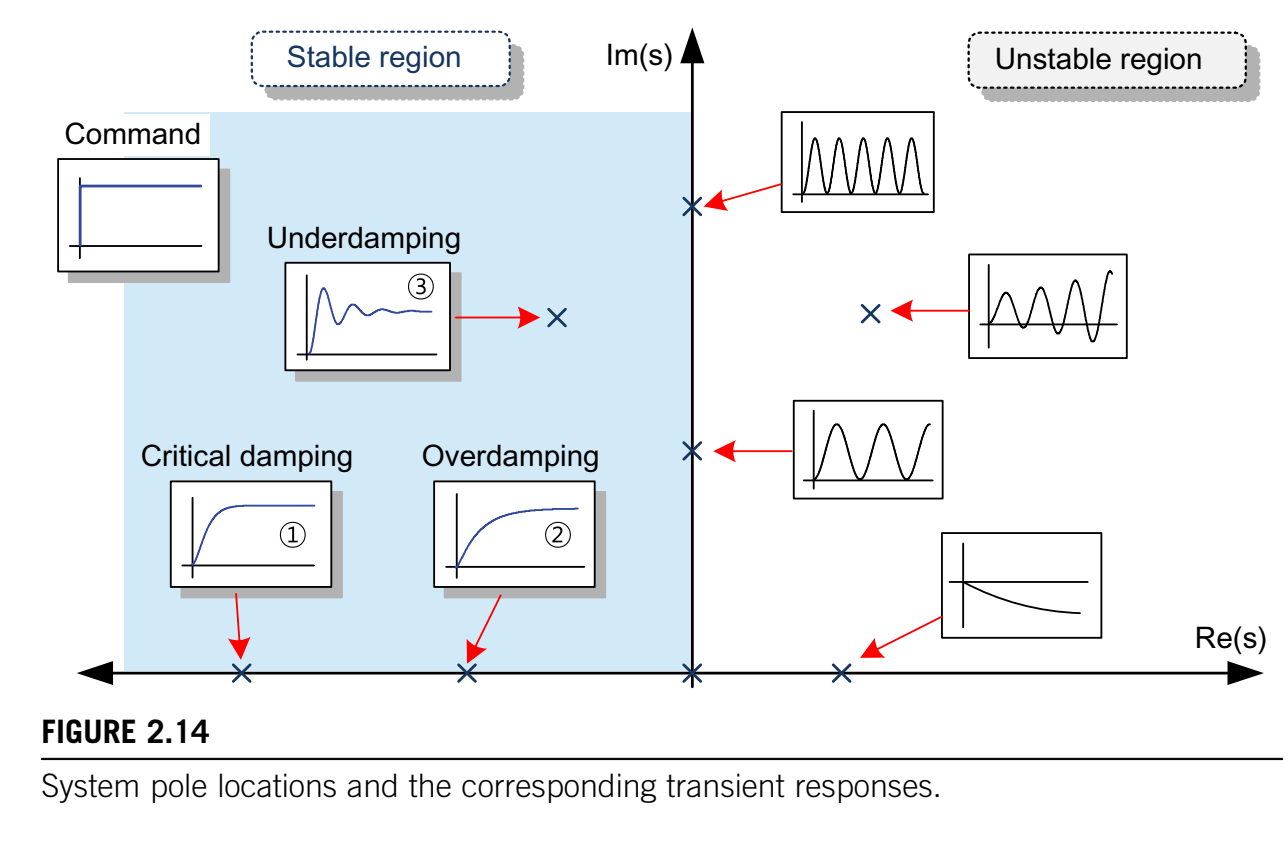 Stable region
Im(s)
Unstable region
Command
Underdamping
③
Critical damping
Overdamping
①
②
Re(s)
FIGURE 2.14
System pole locations and the corresponding transient responses.